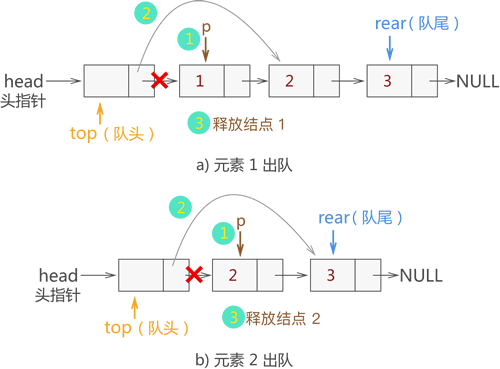 2
1
p
rear(队尾)
head
头指针
1
2
3
NULL
top(队头)
3 释放结点 1
a) 元素 1 出队
2
1
p
rear(队尾)
head
头指针
2
3
NULL
top(队头)
3 释放结点 2
b) 元素 2 出队